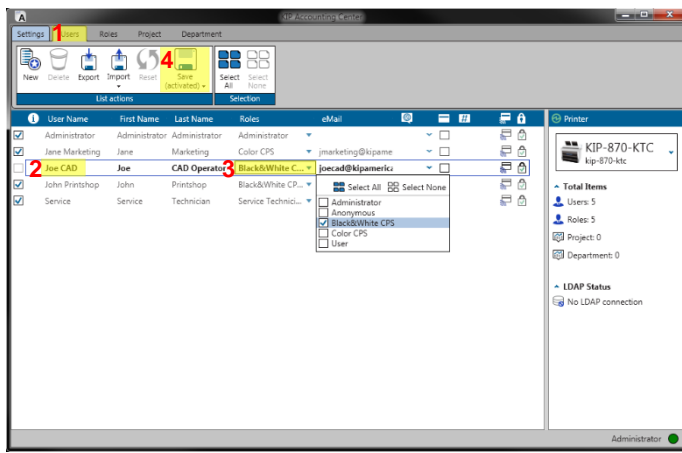 A KIP Accounting Center
Settings 1 Users Roles Project Department
4
New Delete Export Import Reset Save (activated) Select All Select None
List actions Selection
User Name First Name Last Name Roles eMail #
Administrator Administrator Administrator Administrator
Jane Marketing Jane Marketing Color CPS jmarketing@kipame
2 Joe CAD Joe CAD Operator 3 Black&White C... joecad@kipamerica
John Printshop John Printshop Black&White CP...
Service Service Technician Service Technici...
Select All Select None
Administrator
Anonymous
Black&White CPS
Color CPS
User
Printer
KIP-870-KTC
kip-870-ktc
Total Items
Users: 5
Roles: 5
Project: 0
Department: 0
LDAP Status
No LDAP connection
Administrator